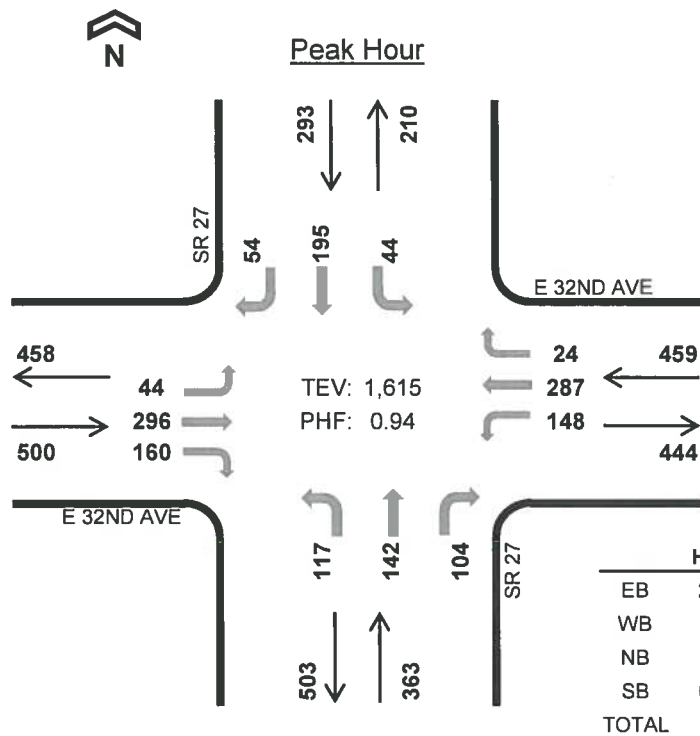 N
Peak Hour
293
210
SR 27
54
195
44
E 32ND AVE
458
44
296
160
500
TEV: 1,615
PHF: 0.94
24
287
148
459
444
E 32ND AVE
117
142
104
SR 27
503
363
H
EB
WB
NB
SB
TOTAL